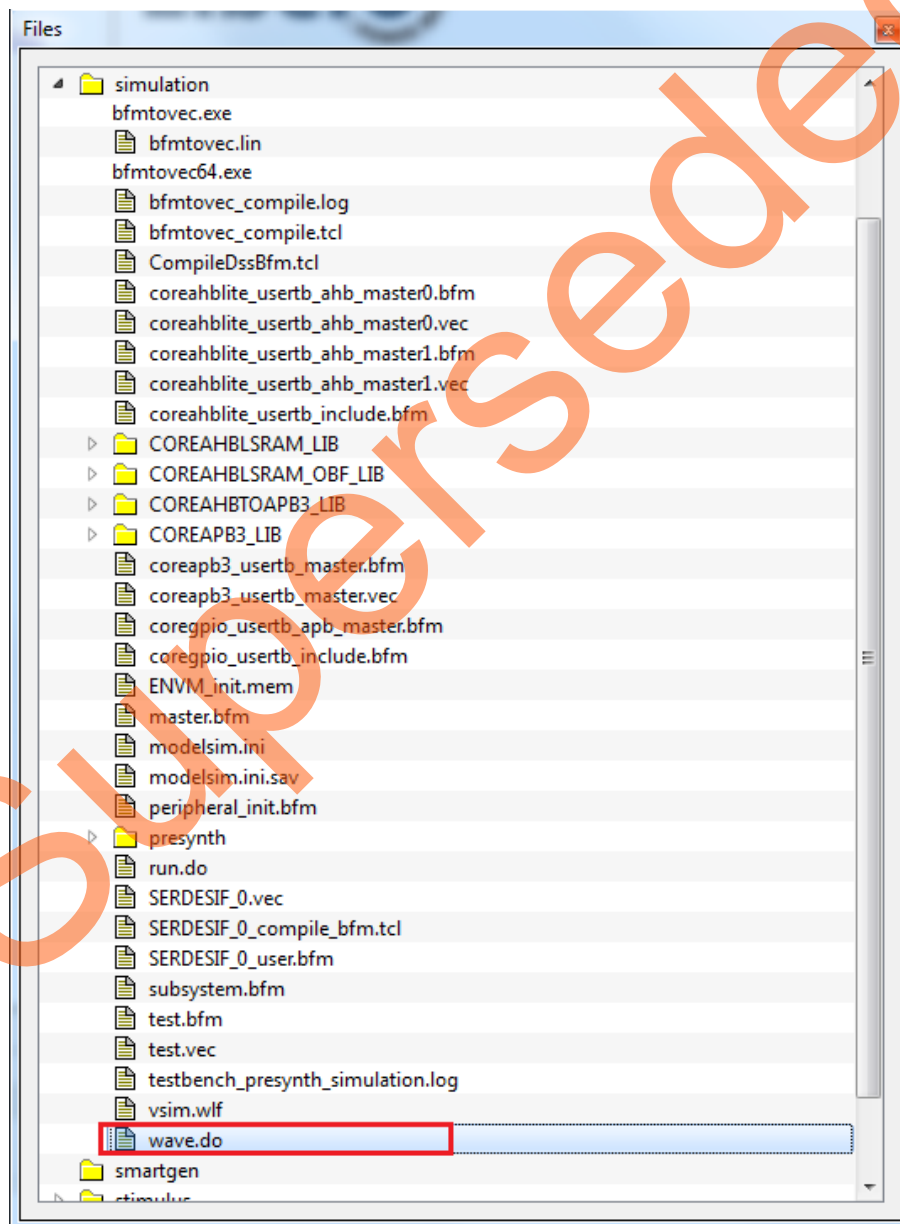 Files
simulation
bfmtovec.exe
bfmtovec.lin
bfmtovec64.exe
bfmtovec_compile.log
bfmtovec_compile.tcl
CompileDssBfm.tcl
coreahblite_usertb_ahb_master0.bfm
coreahblite_usertb_ahb_master0.vec
coreahblite_usertb_ahb_master1.bfm
coreahblite_usertb_ahb_master1.vec
coreahblite_usertb_include.bfm
COREAHBLSRAM_LIB
COREAHBLSRAM_OBF_LIB
COREAHBTOAPB3_LIB
COREAPB3_LIB
coreapb3_usertb_master.bfm
coreapb3_usertb_master.vec
coregpio_usertb_apb_master.bfm
coregpio_usertb_include.bfm
ENVM_init.mem
master.bfm
modelsim.ini
modelsim.ini.sav
peripheral_init.bfm
presynth
run.do
SERDESIF_0.vec
SERDESIF_0_compile_bfm.tcl
SERDESIF_0_user.bfm
subsystem.bfm
test.bfm
test.vec
testbench_presynth_simulation.log
vsim.wlf
wave.do
smartgen
stimulus
Supersede